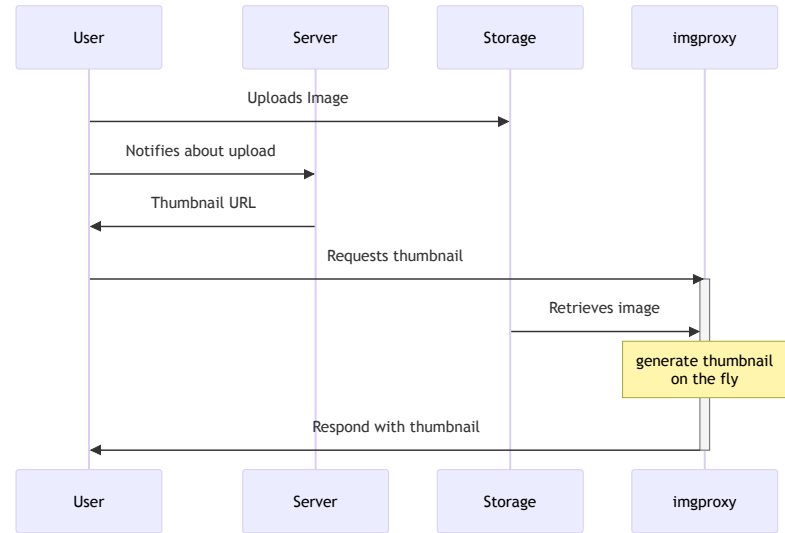 User
Server
Storage
imgproxy
Uploads Image
Notifies about upload
Thumbnail URL
Requests thumbnail
Retrieves image
generate thumbnail
on the fly
Respond with thumbnail
User
Server
Storage
imgproxy